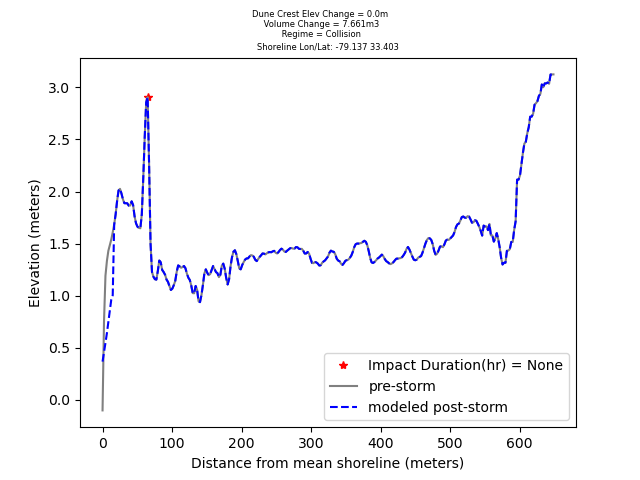 Dune Crest Elev Change = 0.0m
Volume Change = 7.661m3
Regime = Collision
Shoreline Lon/Lat: -79.137 33.403
3.0
2.5
2.0
1.5
1.0
0.5
0.0
Elevation (meters)
Impact Duration(hr) = None
pre-storm
modeled post-storm
0 100 200 300 400 500 600
Distance from mean shoreline (meters)